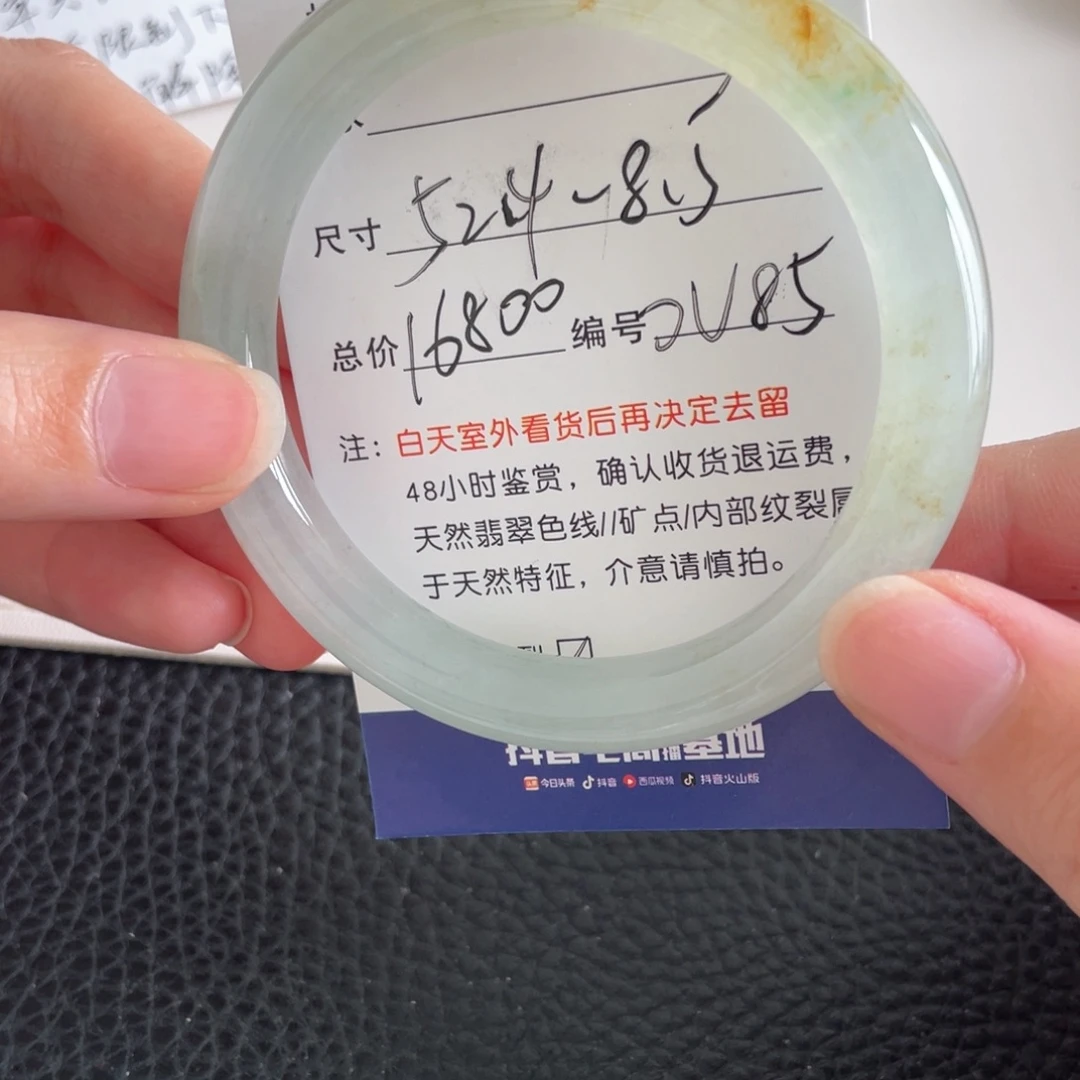 尺寸 524-8.5
总价 16800 编号 2V85
注：白天室外看货后再决定去留
48小时鉴赏，确认收货退运费，
天然翡翠色线//矿点/内部纹裂属
于天然特征，介意请慎拍。
今日头条 抖音 西瓜视频 抖音火山版